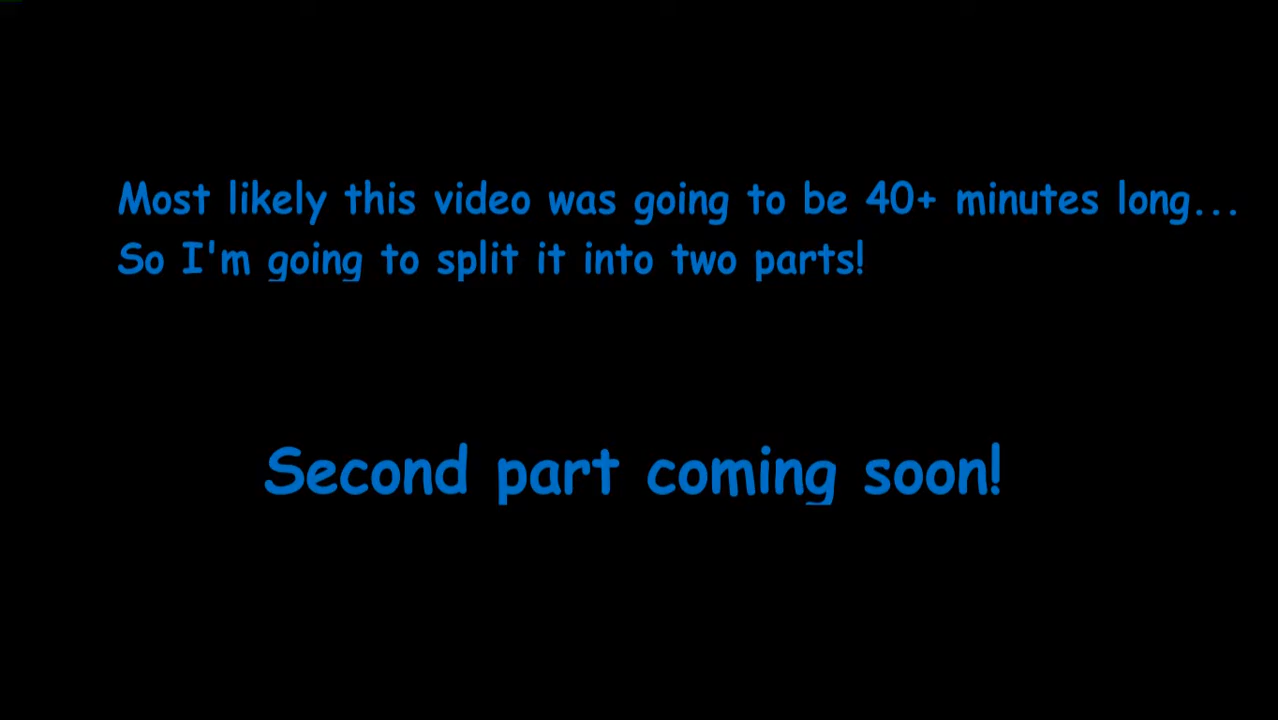 Most likely this video was going to be 40+ minutes long...
So I'm going to split it into two parts!
Second part coming soon!